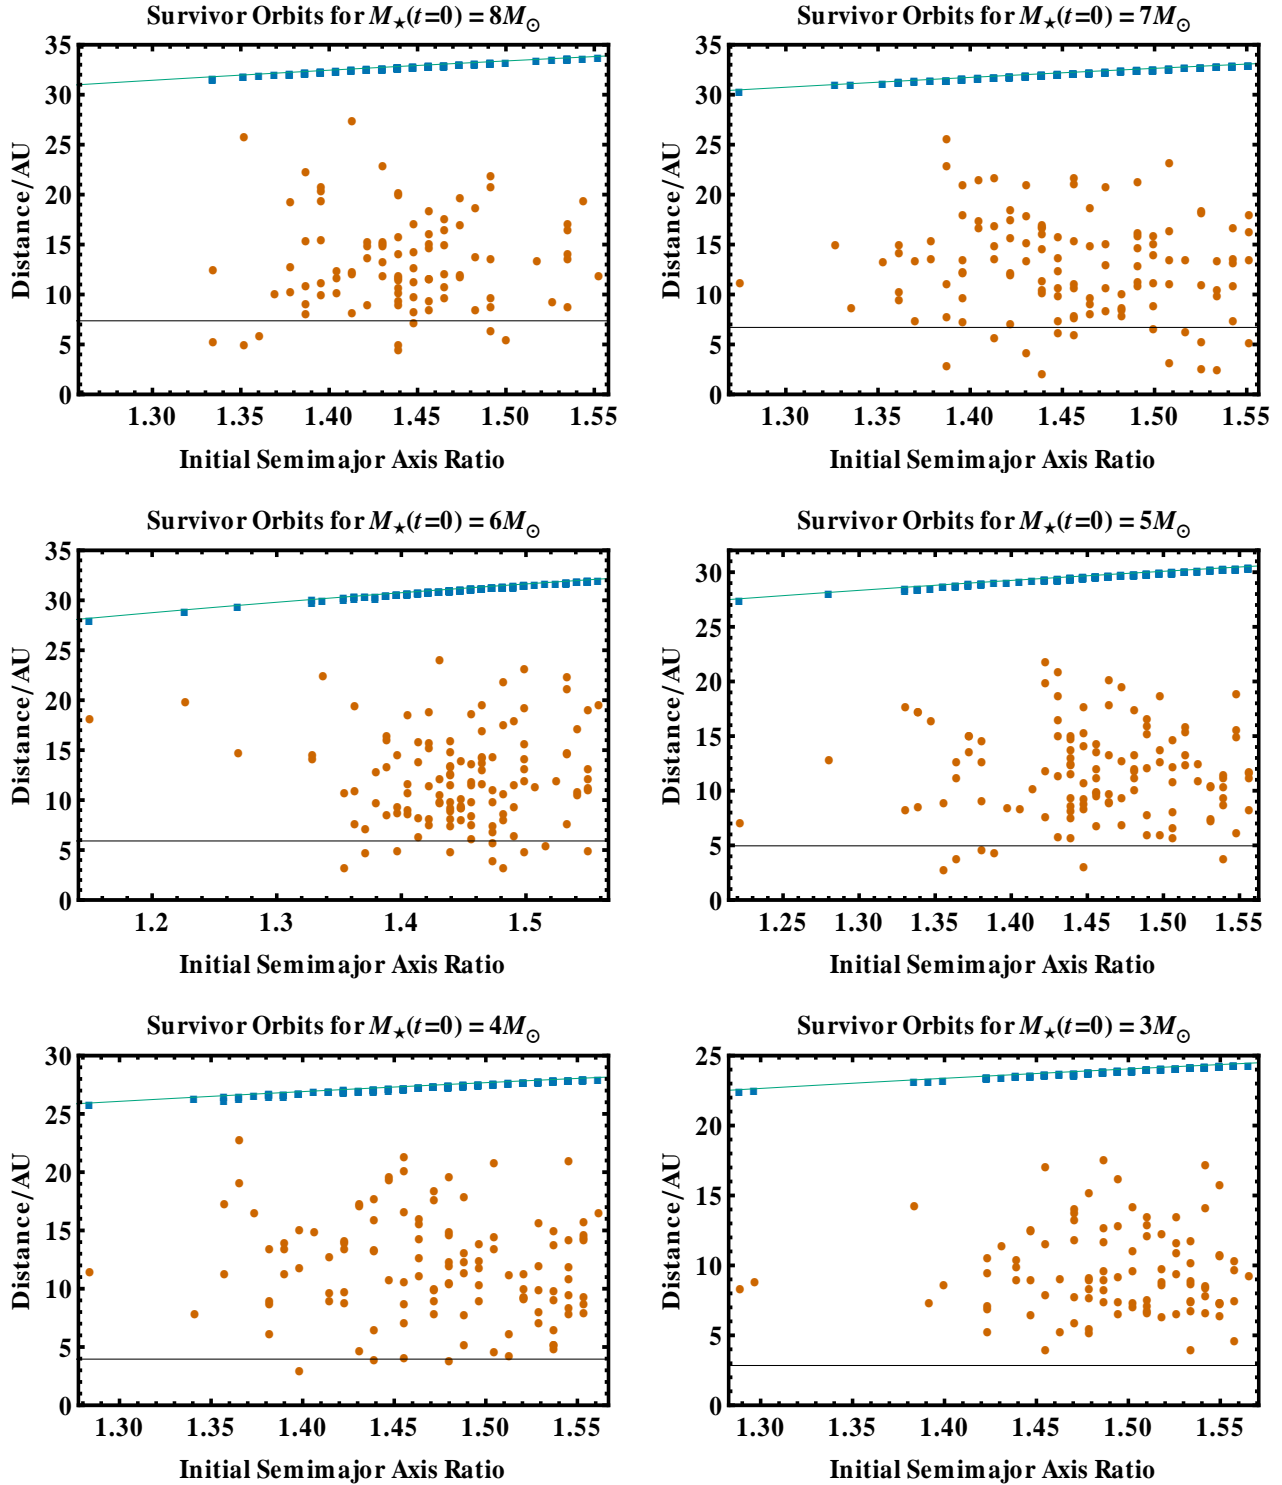 Survivor Orbits for M★(t=0) = 8M⊙
35
30
25
20
15
10
5
0
Distance/AU
1.30 1.35 1.40 1.45 1.50 1.55
Initial Semimajor Axis Ratio
Survivor Orbits for M★(t=0) = 7M⊙
35
30
25
20
15
10
5
0
Distance/AU
1.30 1.35 1.40 1.45 1.50 1.55
Initial Semimajor Axis Ratio
Survivor Orbits for M★(t=0) = 6M⊙
35
30
25
20
15
10
5
0
Distance/AU
1.2 1.3 1.4 1.5
Initial Semimajor Axis Ratio
Survivor Orbits for M★(t=0) = 5M⊙
30
25
20
15
10
5
0
Distance/AU
1.25 1.30 1.35 1.40 1.45 1.50 1.55
Initial Semimajor Axis Ratio
Survivor Orbits for M★(t=0) = 4M⊙
30
25
20
15
10
5
0
Distance/AU
1.30 1.35 1.40 1.45 1.50 1.55
Initial Semimajor Axis Ratio
Survivor Orbits for M★(t=0) = 3M⊙
25
20
15
10
5
0
Distance/AU
1.30 1.35 1.40 1.45 1.50 1.55
Initial Semimajor Axis Ratio